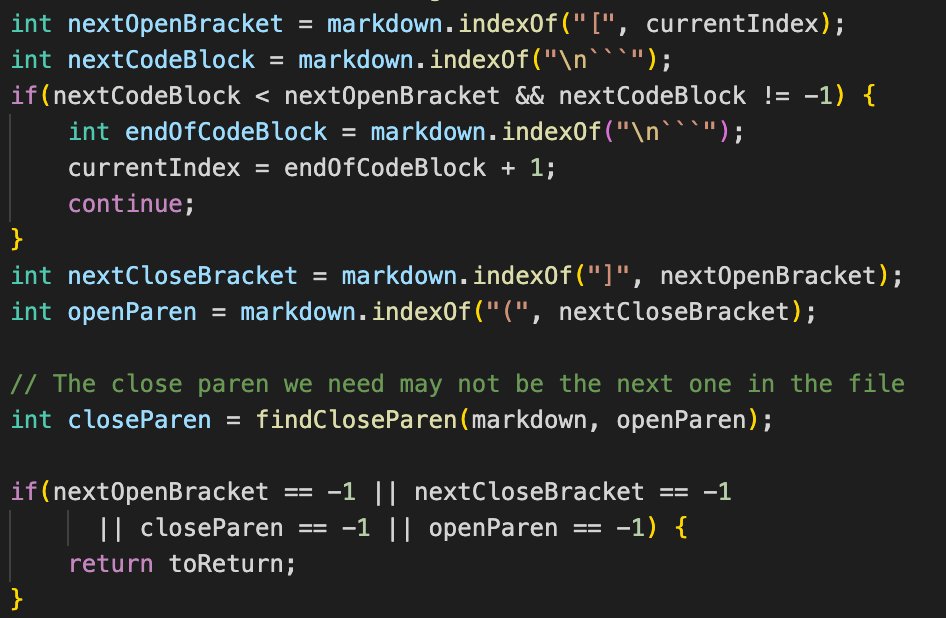 int nextOpenBracket = markdown.indexOf("[", currentIndex);
int nextCodeBlock = markdown.indexOf("\n```");
if(nextCodeBlock < nextOpenBracket && nextCodeBlock != -1) {
    int endOfCodeBlock = markdown.indexOf("\n```");
    currentIndex = endOfCodeBlock + 1;
    continue;
}
int nextCloseBracket = markdown.indexOf("]", nextOpenBracket);
int openParen = markdown.indexOf("(", nextCloseBracket);

// The close paren we need may not be the next one in the file
int closeParen = findCloseParen(markdown, openParen);

if(nextOpenBracket == -1 || nextCloseBracket == -1
      || closeParen == -1 || openParen == -1) {
    return toReturn;
}